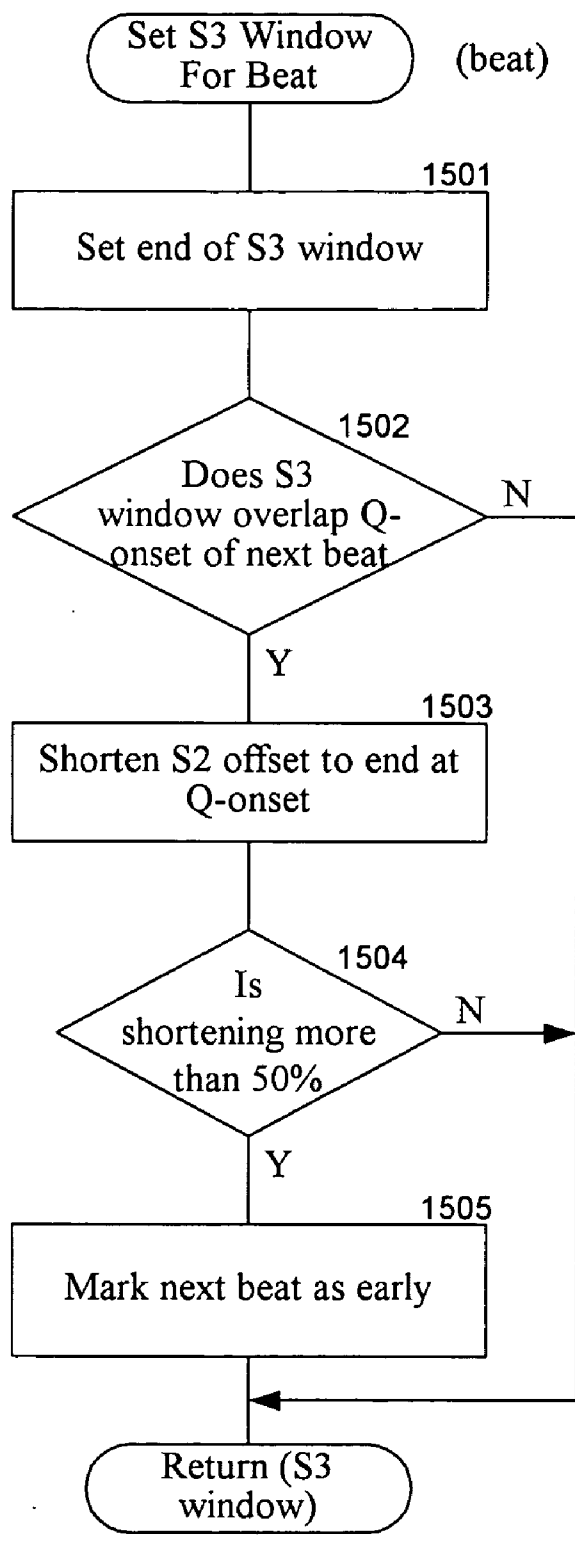 Set S3 Window
For Beat
(beat)
1501
Set end of S3 window
1502
Does S3
window overlap Q-
onset of next beat
N
Y
1503
Shorten S2 offset to end at
Q-onset
1504
Is
shortening more
than 50%
N
Y
1505
Mark next beat as early
Return (S3
window)